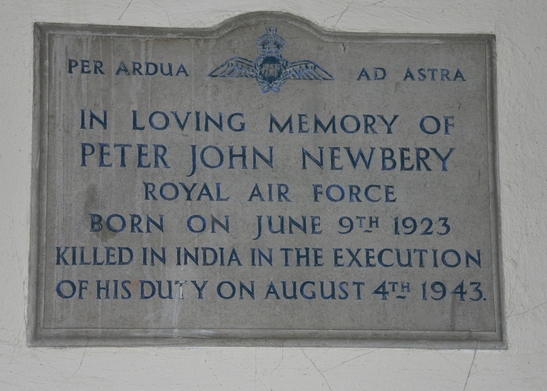 PER ARDUA AD ASTRA
IN LOVING MEMORY OF
PETER JOHN NEWBERY
ROYAL AIR FORCE
BORN ON JUNE 9TH 1923
KILLED IN INDIA IN THE EXECUTION
OF HIS DUTY ON AUGUST 4TH 1943.